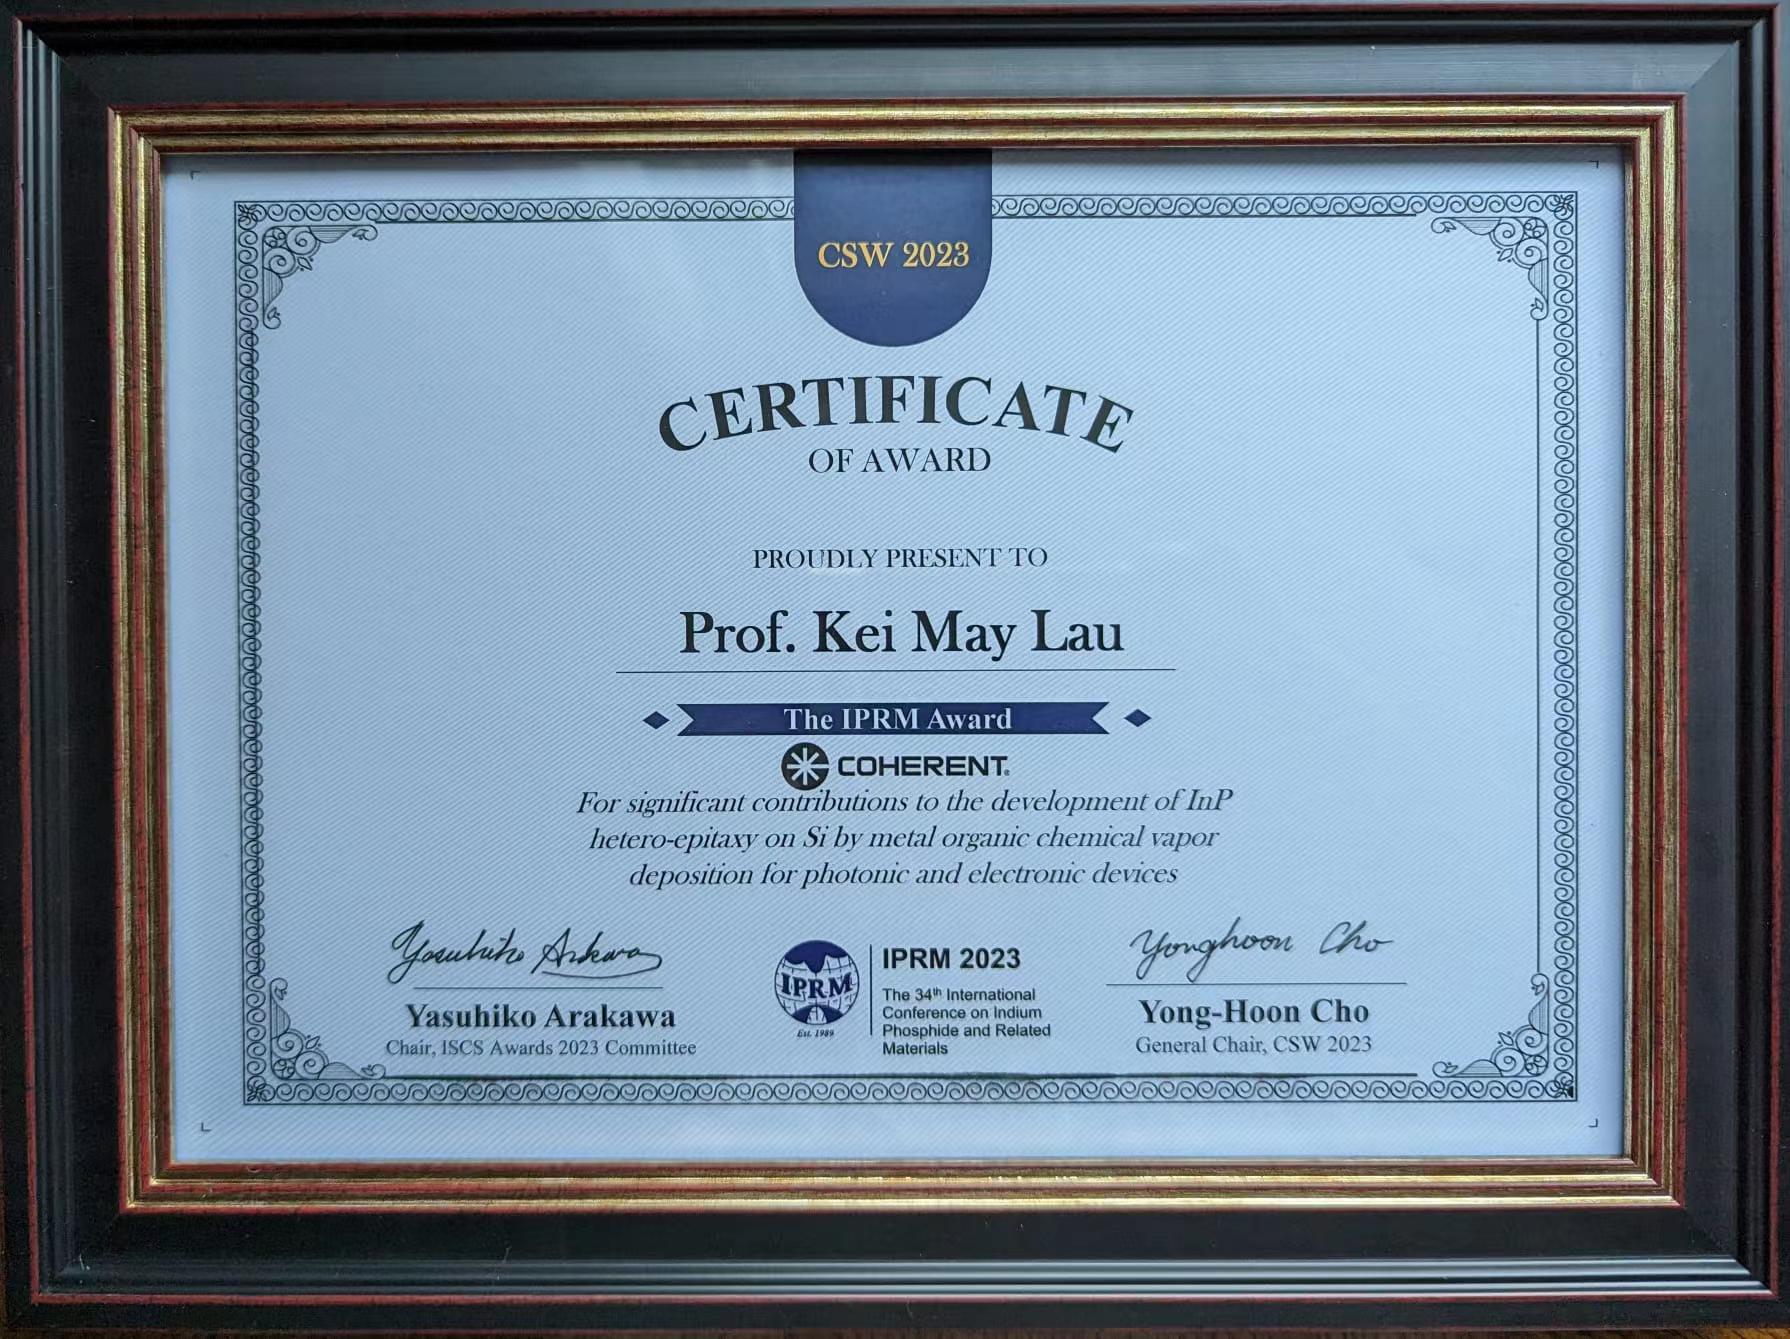 CSW 2023
CERTIFICATE
OF AWARD
PROUDLY PRESENT TO
Prof. Kei May Lau
The IPRM Award
COHERENT®
For significant contributions to the development of InP
hetero-epitaxy on Si by metal organic chemical vapor
deposition for photonic and electronic devices
Yasuhiko Arakawa
Yasuhiko Arakawa
Chair, ISCS Awards 2023 Committee
IPRM
Est. 1989
IPRM 2023
The 34th International
Conference on Indium
Phosphide and Related
Materials
Yonghoon Cho
Yong-Hoon Cho
General Chair, CSW 2023